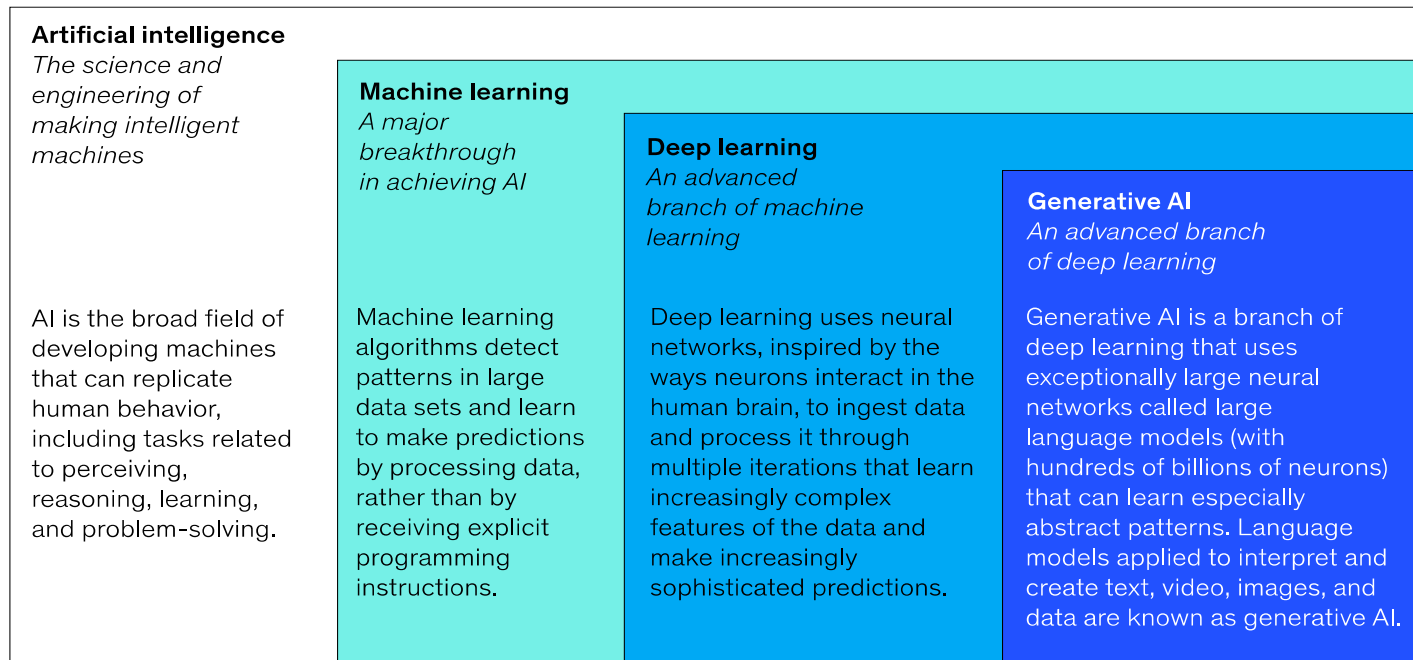 Artificial intelligence
The science and
engineering of
making intelligent
machines
AI is the broad field of
developing machines
that can replicate
human behavior,
including tasks related
to perceiving,
reasoning, learning,
and problem-solving.
Machine learning
A major
breakthrough
in achieving AI
Machine learning
algorithms detect
patterns in large
data sets and learn
to make predictions
by processing data,
rather than by
receiving explicit
programming
instructions.
Deep learning
An advanced
branch of machine
learning
Deep learning uses neural
networks, inspired by the
ways neurons interact in the
human brain, to ingest data
and process it through
multiple iterations that learn
increasingly complex
features of the data and
make increasingly
sophisticated predictions.
Generative AI
An advanced branch
of deep learning
Generative AI is a branch of
deep learning that uses
exceptionally large neural
networks called large
language models (with
hundreds of billions of neurons)
that can learn especially
abstract patterns. Language
models applied to interpret and
create text, video, images, and
data are known as generative AI.